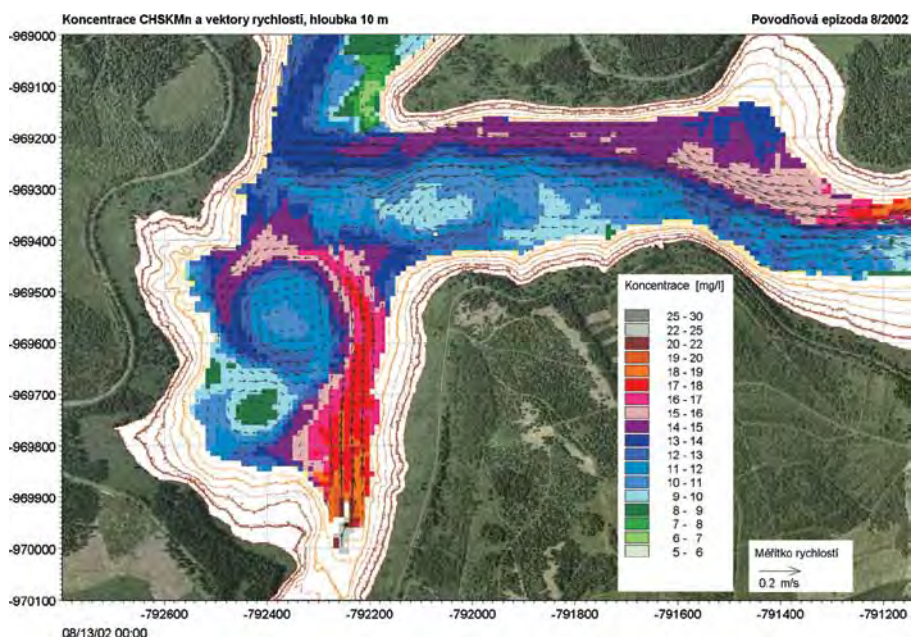 Koncentrace CHSKMn a vektory rychlosti, hloubka 10 m
Povodňová epizoda 8/2002
-969000
-969100
-969200
-969300
-969400
-969500
-969600
-969700
-969800
-969900
-970000
-970100
Koncentrace [mg/l]
25 - 30
22 - 25
20 - 22
19 - 20
18 - 19
17 - 18
16 - 17
15 - 16
14 - 15
13 - 14
12 - 13
11 - 12
10 - 11
9 - 10
8 - 9
7 - 8
6 - 7
5 - 6
Měřítko rychlostí
0.2 m/s
-792600 -792400 -792200 -792000 -791800 -791600 -791400 -791100
08/13/02 00:00